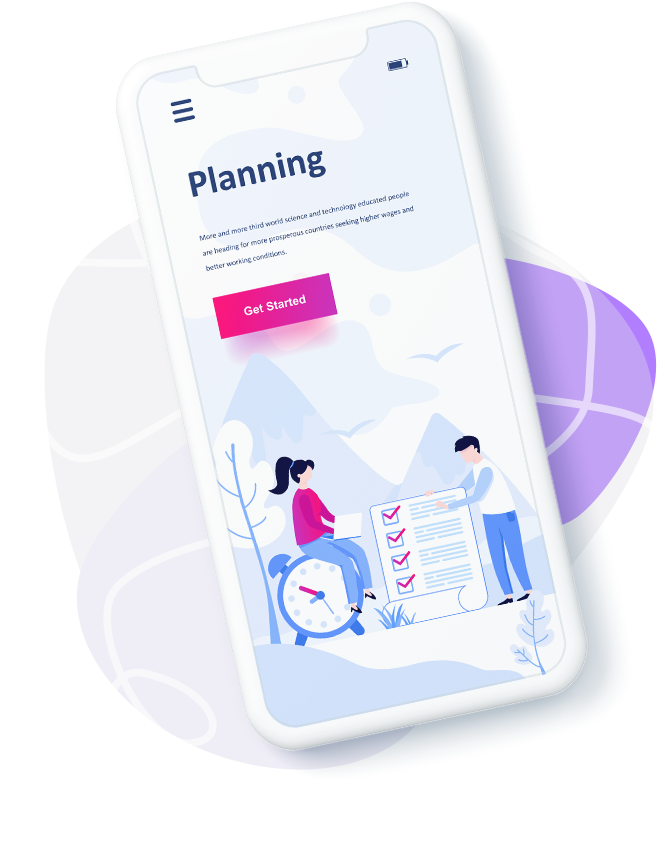 Planning
More and more third world science and technology educated people
are heading for more prosperous countries seeking higher wages and
better working conditions.
Get Started